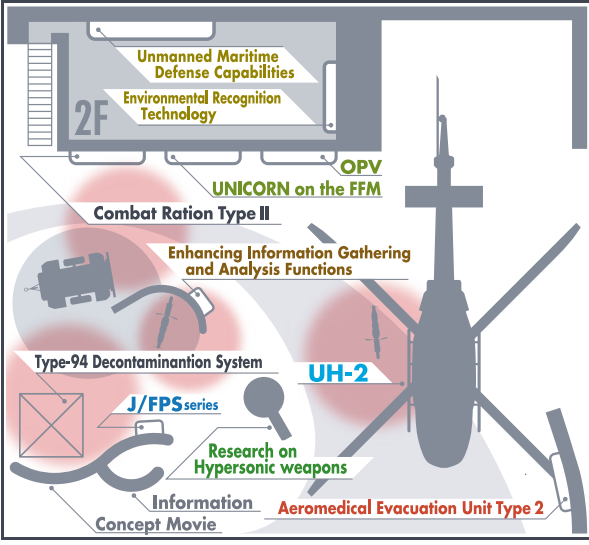 Unmanned Maritime
Defense Capabilities
Environmental Recognition
Technology
2F
OPV
UNICORN on the FFM
Combat Ration Type II
Enhancing Information Gathering
and Analysis Functions
Type-94 Decontaminantion System
UH-2
J/FPS series
Research on
Hypersonic weapons
Information
Concept Movie
Aeromedical Evacuation Unit Type 2